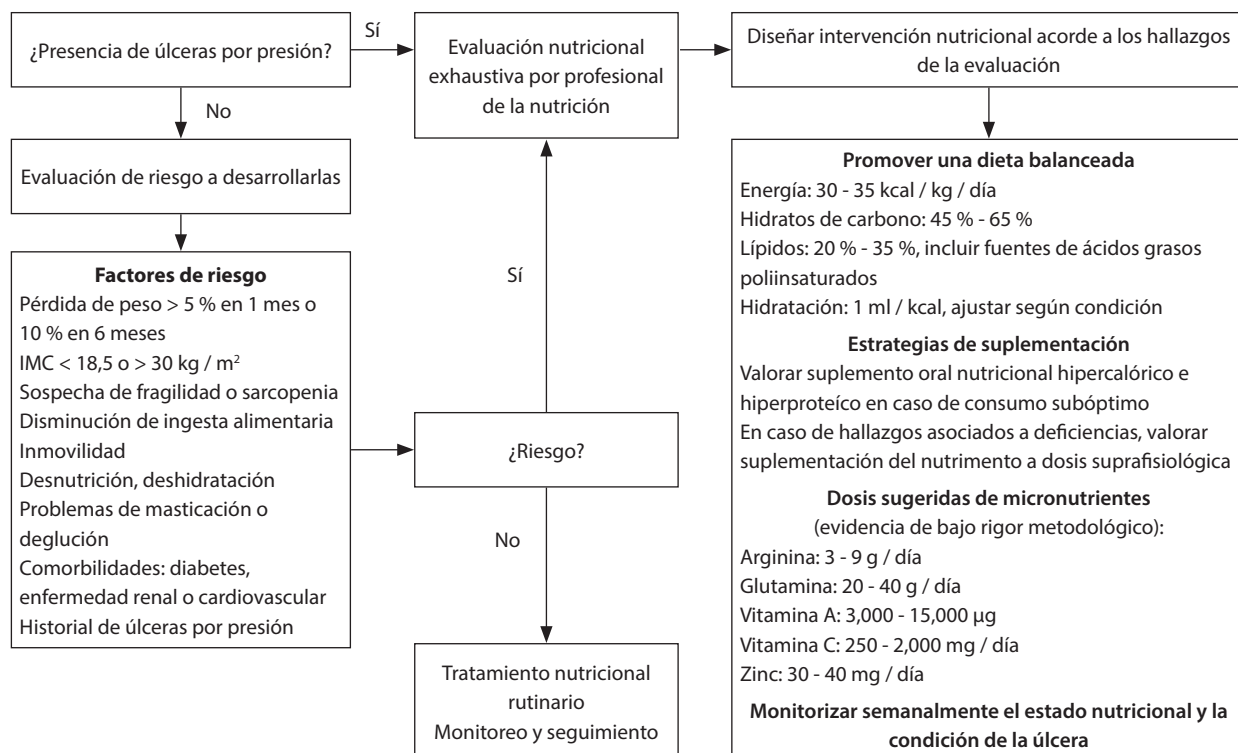 ¿Presencia de úlceras por presión?
Sí
No
Evaluación de riesgo a desarrollarlas
Factores de riesgo
Pérdida de peso > 5 % en 1 mes o
10 % en 6 meses
IMC < 18,5 o > 30 kg / m²
Sospecha de fragilidad o sarcopenia
Disminución de ingesta alimentaria
Inmovilidad
Desnutrición, deshidratación
Problemas de masticación o
deglución
Comorbilidades: diabetes,
enfermedad renal o cardiovascular
Historial de úlceras por presión
¿Riesgo?
Sí
No
Tratamiento nutricional
rutinario
Monitoreo y seguimiento
Evaluación nutricional
exhaustiva por profesional
de la nutrición
Diseñar intervención nutricional acorde a los hallazgos
de la evaluación
Promover una dieta balanceada
Energía: 30 - 35 kcal / kg / día
Hidratos de carbono: 45 % - 65 %
Lípidos: 20 % - 35 %, incluir fuentes de ácidos grasos
poliinsaturados
Hidratación: 1 ml / kcal, ajustar según condición
Estrategias de suplementación
Valorar suplemento oral nutricional hipercalórico e
hiperproteíco en caso de consumo subóptimo
En caso de hallazgos asociados a deficiencias, valorar
suplementación del nutrimento a dosis suprafisiológica
Dosis sugeridas de micronutrientes
(evidencia de bajo rigor metodológico):
Arginina: 3 - 9 g / día
Glutamina: 20 - 40 g / día
Vitamina A: 3,000 - 15,000 µg
Vitamina C: 250 - 2,000 mg / día
Zinc: 30 - 40 mg / día
Monitorizar semanalmente el estado nutricional y la
condición de la úlcera